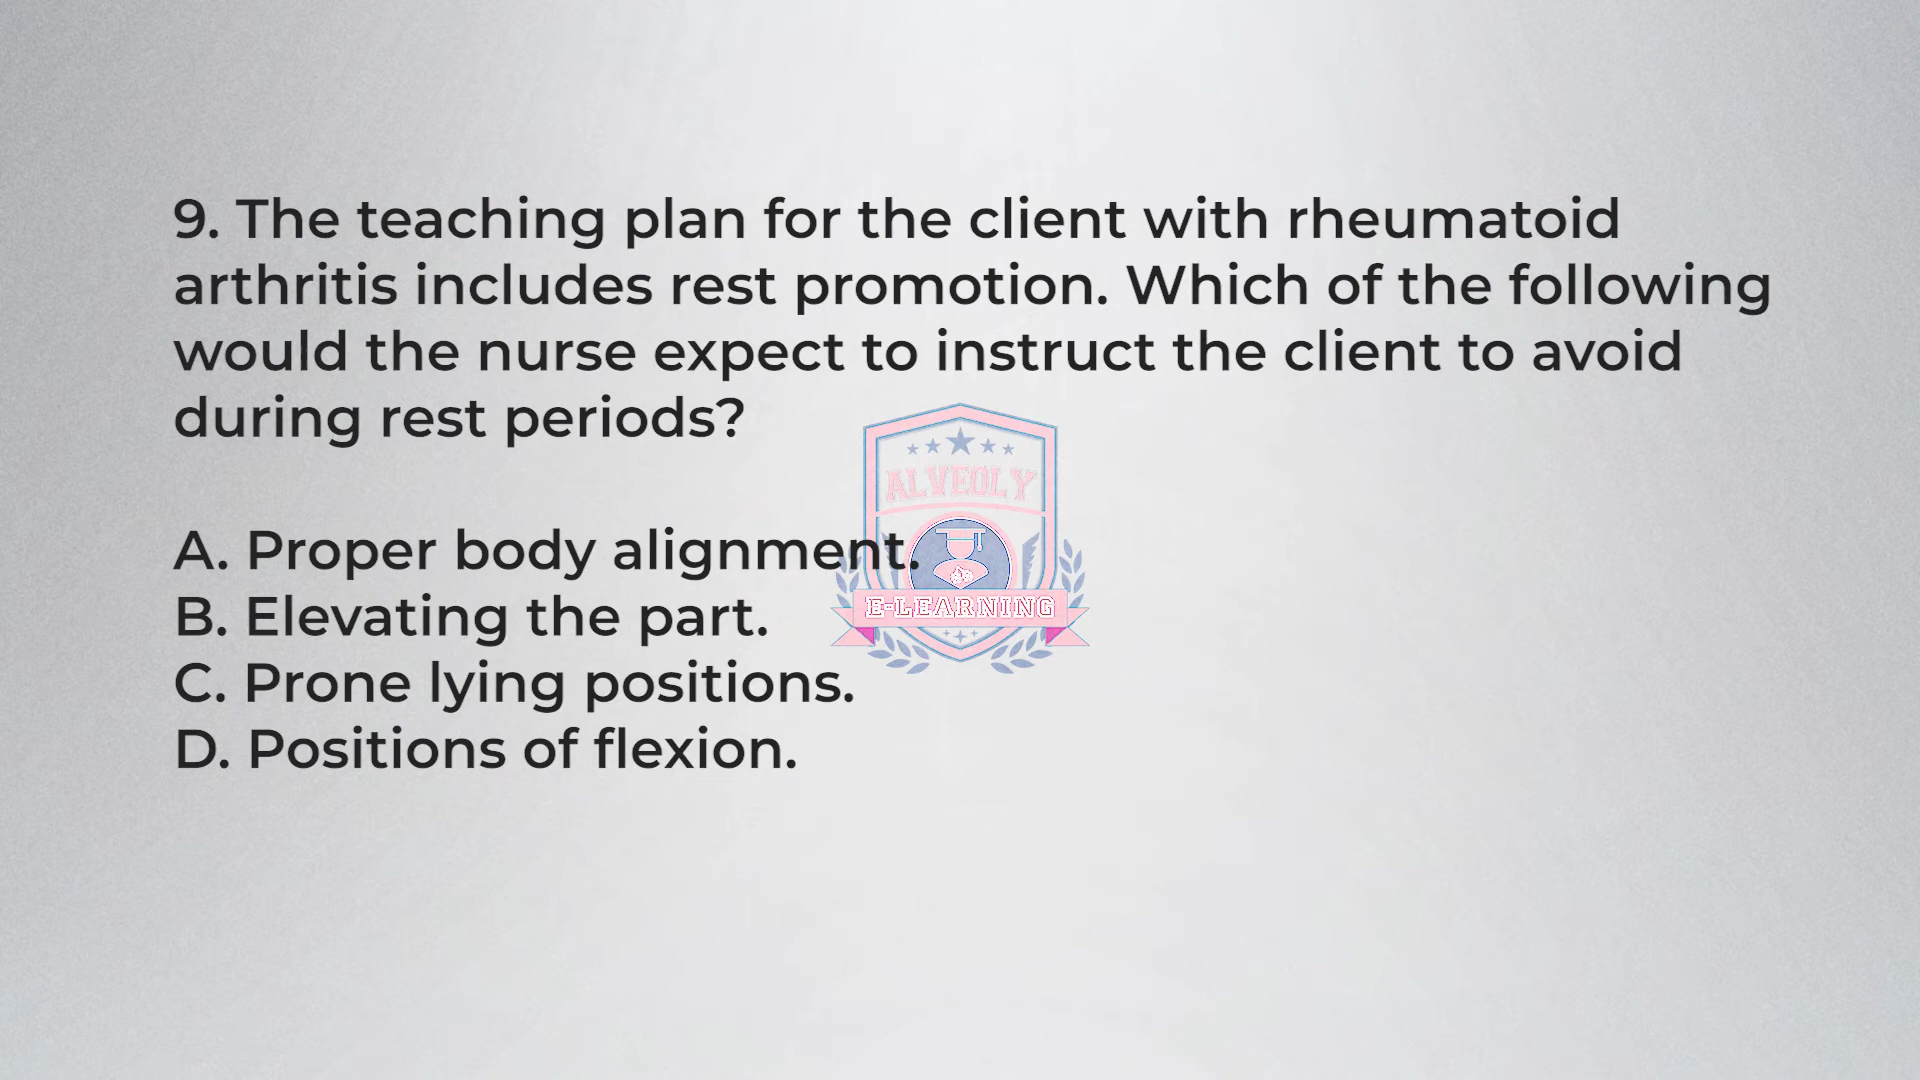 9. The teaching plan for the client with rheumatoid
arthritis includes rest promotion. Which of the following
would the nurse expect to instruct the client to avoid
during rest periods?
ALVEOLY
A. Proper body alignment.
E-LEARNING
B. Elevating the part.
C. Prone lying positions.
D. Positions of flexion.